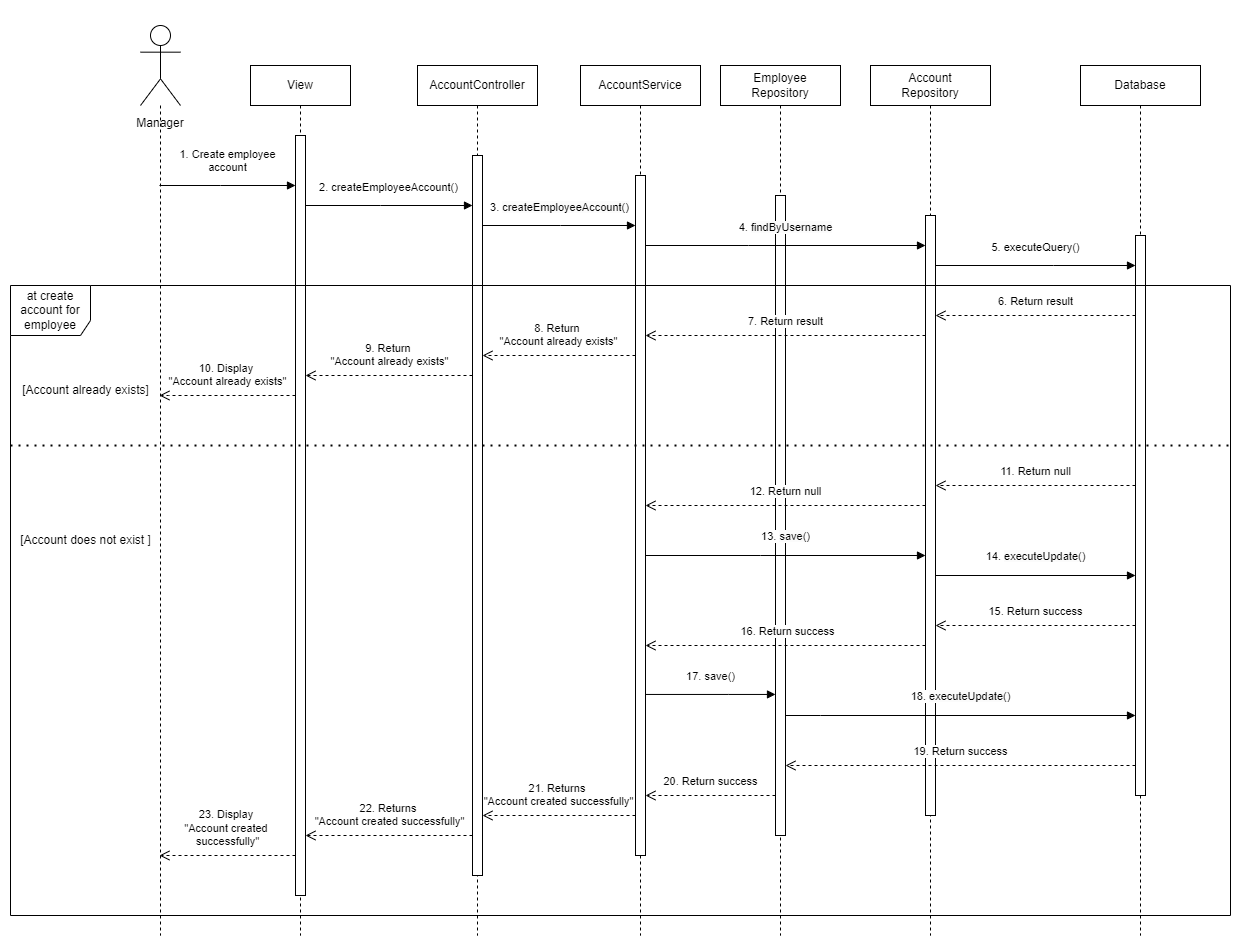 Manager
View
AccountController
AccountService
Employee
Repository
Account
Repository
Database
1. Create employee
account
2. createEmployeeAccount()
3. createEmployeeAccount()
4. findByUsername
5. executeQuery()
at create
account for
employee
6. Return result
7. Return result
8. Return
"Account already exists"
9. Return
"Account already exists"
10. Display
"Account already exists"
[Account already exists]
11. Return null
12. Return null
[Account does not exist ]
13. save()
14. executeUpdate()
15. Return success
16. Return success
17. save()
18. executeUpdate()
19. Return success
20. Return success
21. Returns
"Account created successfully"
22. Returns
"Account created successfully"
23. Display
"Account created
successfully"